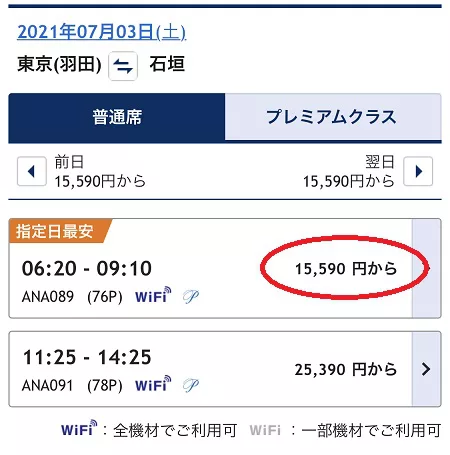 2021年07月03日(土)
東京(羽田) 石垣
普通席 プレミアムクラス
前日 翌日
15,590円から 15,590円から
指定日最安
06:20 - 09:10 15,590 円から
ANA089 (76P) WiFi P
11:25 - 14:25 25,390 円から
ANA091 (78P) WiFi P
WiFi：全機材でご利用可 WiFi：一部機材でご利用可